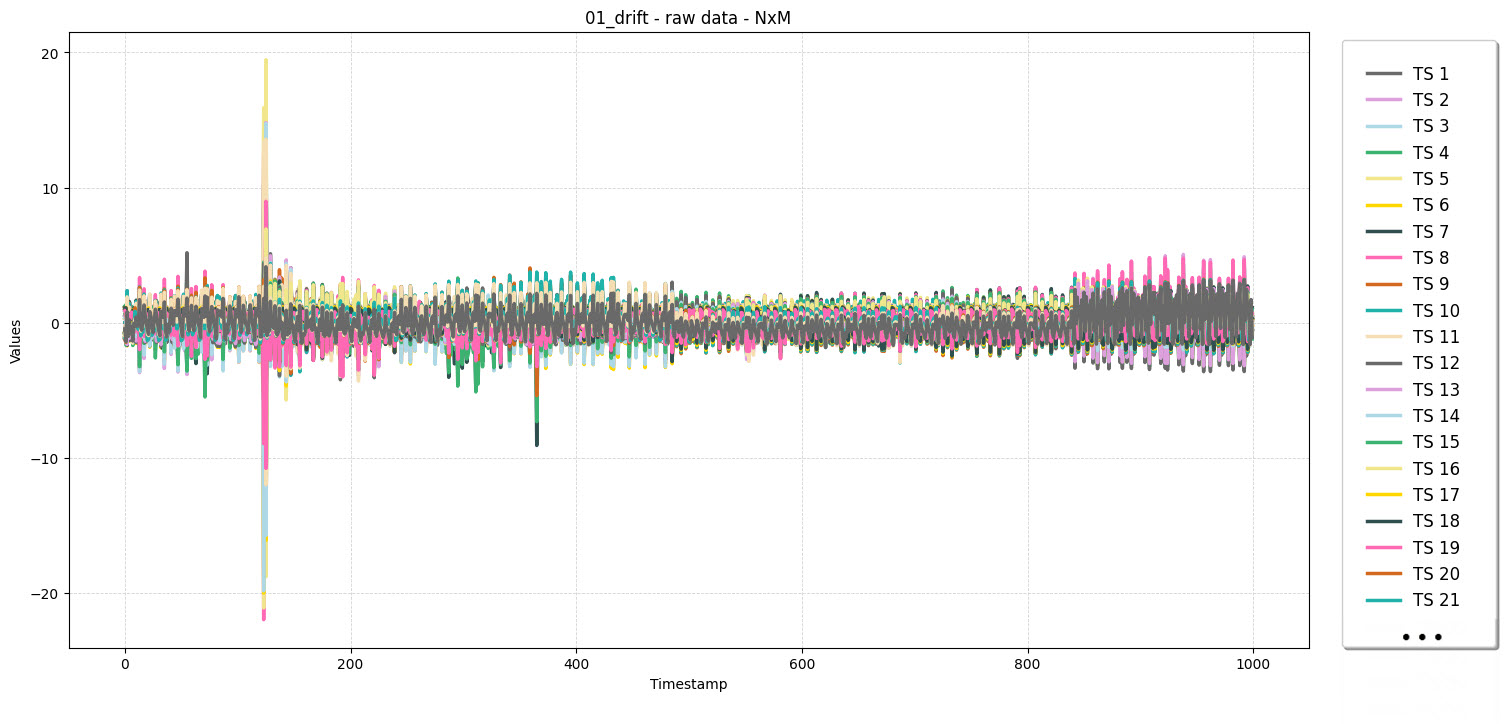 01_drift - raw data - NxM
Values
20
10
0
−10
−20
0
200
400
600
800
1000
Timestamp
TS 1
TS 2
TS 3
TS 4
TS 5
TS 6
TS 7
TS 8
TS 9
TS 10
TS 11
TS 12
TS 13
TS 14
TS 15
TS 16
TS 17
TS 18
TS 19
TS 20
TS 21
...